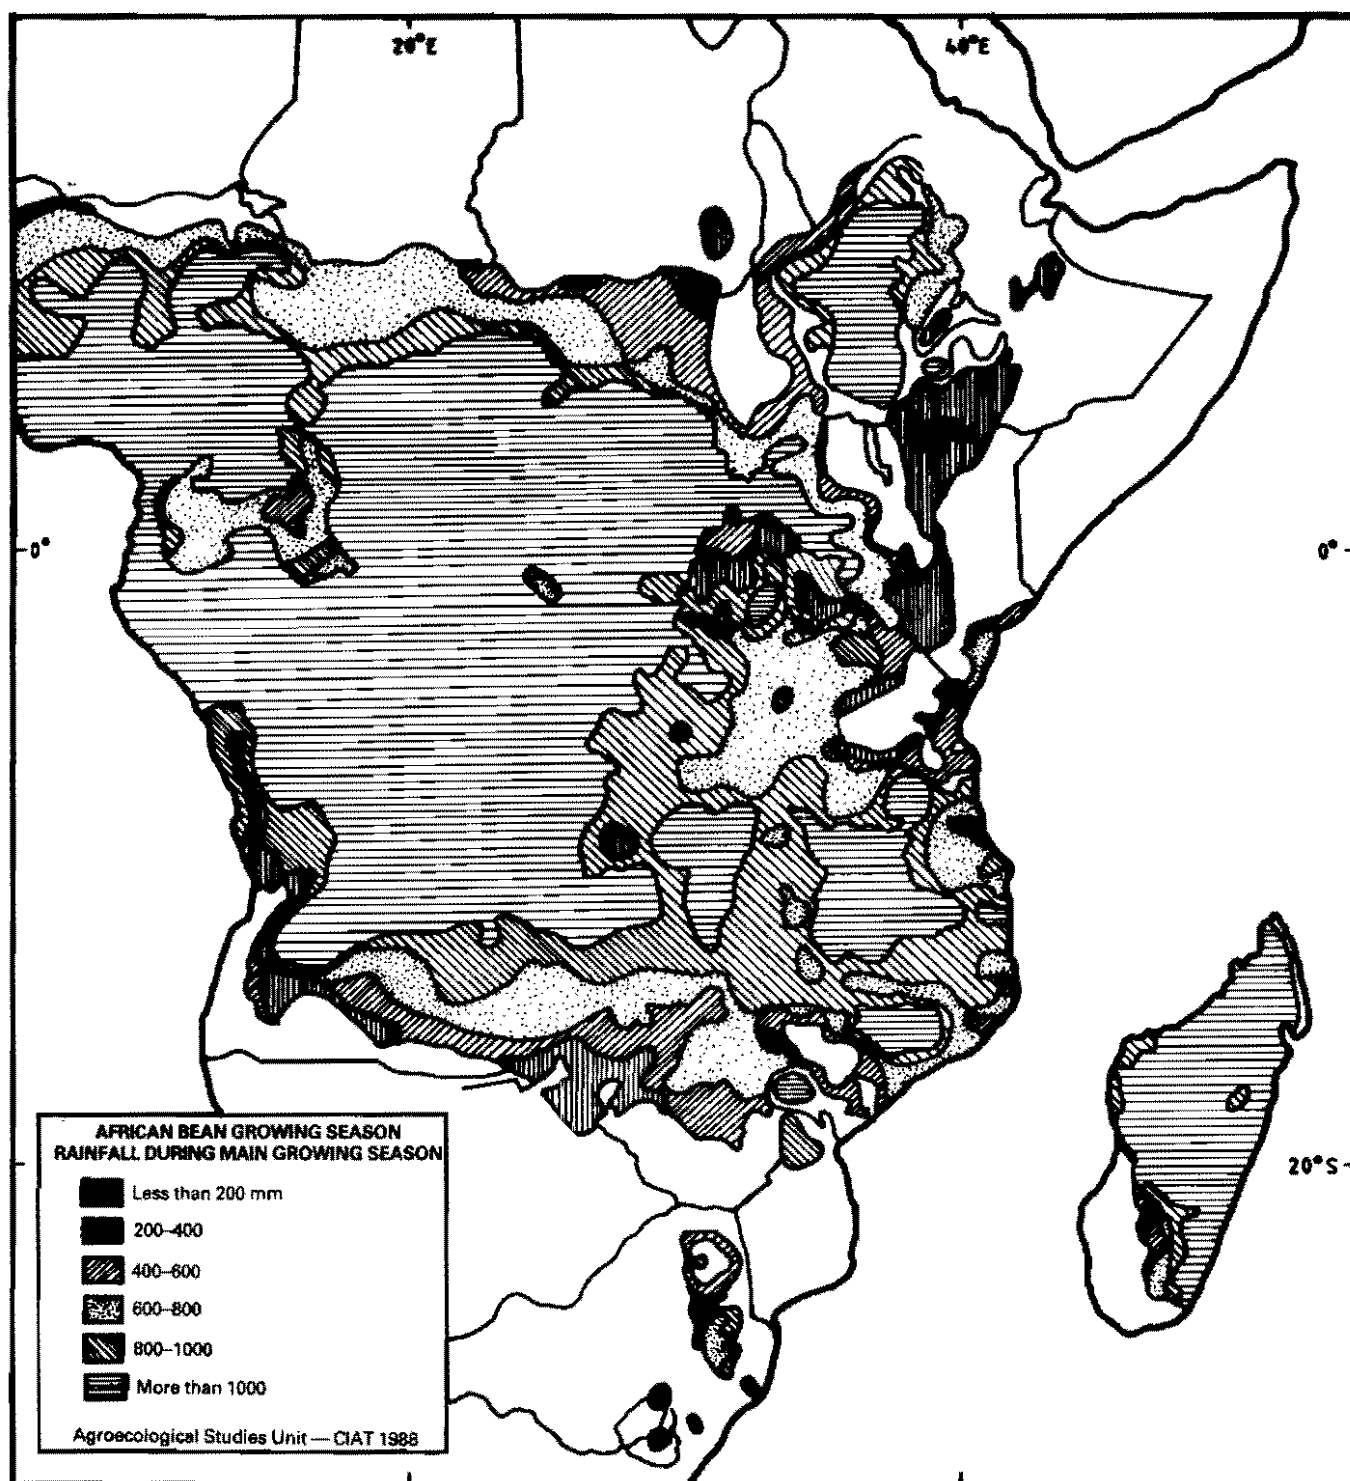 20°E
40°E
0°
0°
AFRICAN BEAN GROWING SEASON
RAINFALL DURING MAIN GROWING SEASON
Less than 200 mm
200–400
400–600
600–800
800–1000
More than 1000
Agroecological Studies Unit — CIAT 1988
20°S